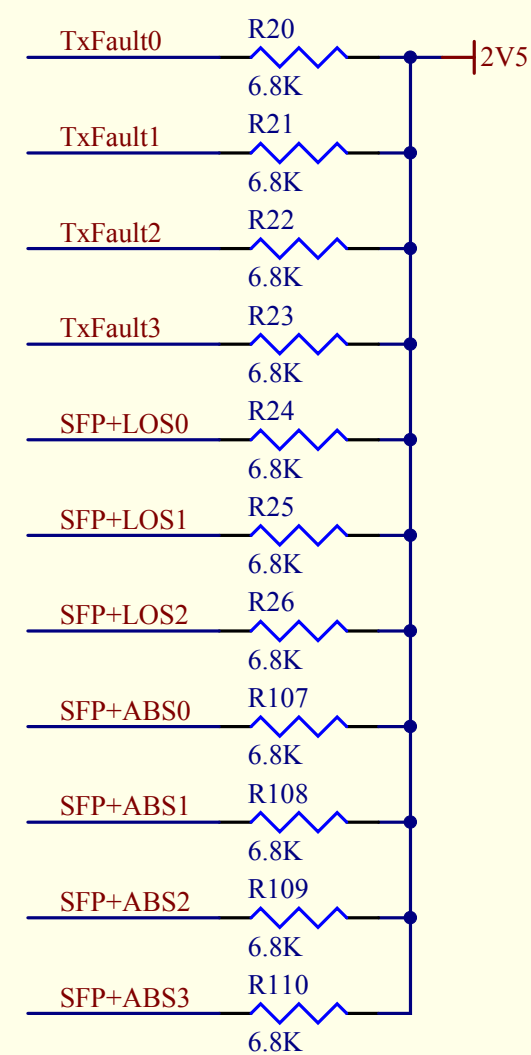 R20
TxFault0
2V5
6.8K
R21
TxFault1
6.8K
R22
TxFault2
6.8K
R23
TxFault3
6.8K
R24
SFP+LOS0
6.8K
R25
SFP+LOS1
6.8K
R26
SFP+LOS2
6.8K
R107
SFP+ABS0
6.8K
R108
SFP+ABS1
6.8K
R109
SFP+ABS2
6.8K
R110
SFP+ABS3
6.8K